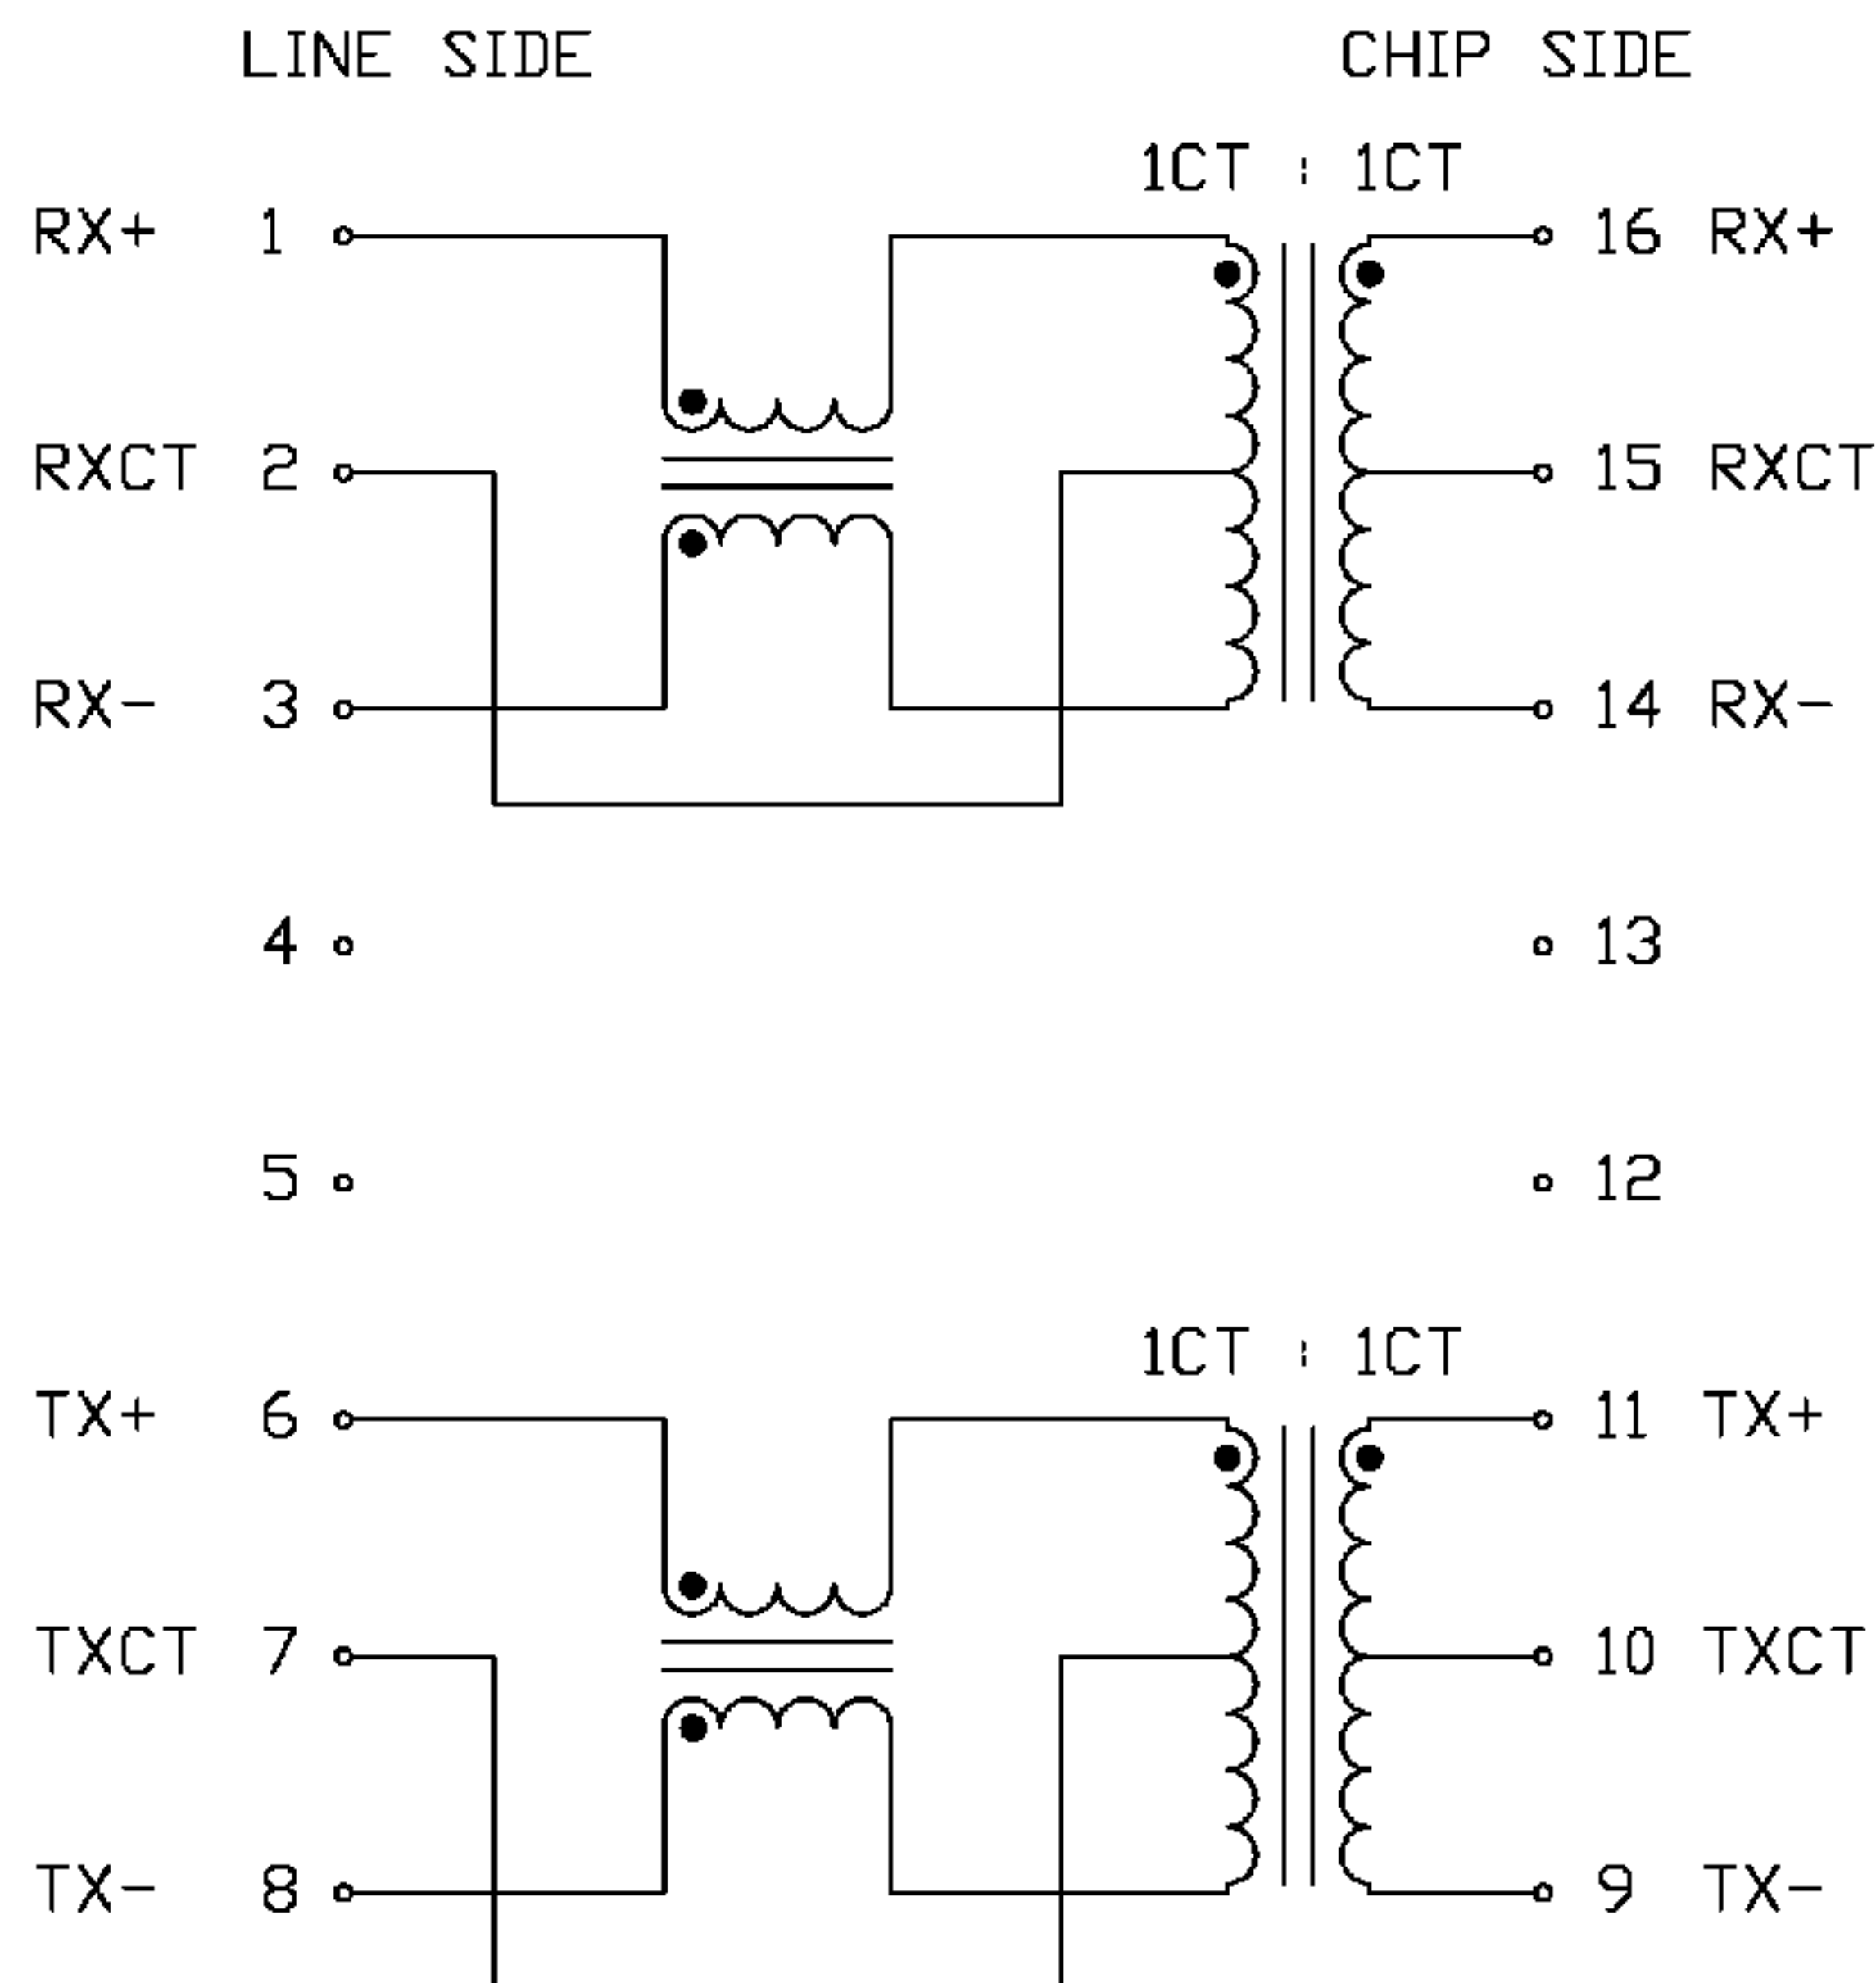 LINE SIDE CHIP SIDE
1CT : 1CT
RX+ 1 16 RX+
RXCT 2 15 RXCT
RX- 3 14 RX-
4 13
5 12
1CT : 1CT
TX+ 6 11 TX+
TXCT 7 10 TXCT
TX- 8 9 TX-